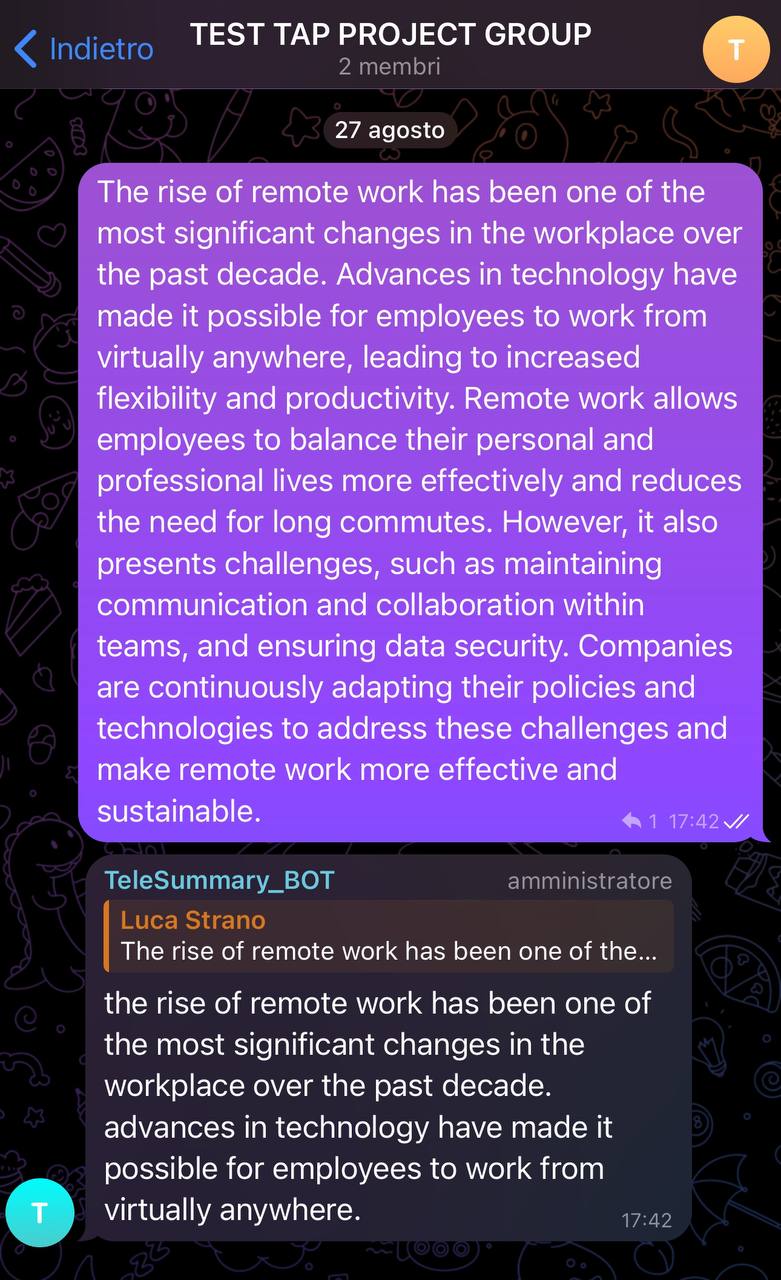 Indietro
TEST TAP PROJECT GROUP
2 membri
T
27 agosto
The rise of remote work has been one of the
most significant changes in the workplace over
the past decade. Advances in technology have
made it possible for employees to work from
virtually anywhere, leading to increased
flexibility and productivity. Remote work allows
employees to balance their personal and
professional lives more effectively and reduces
the need for long commutes. However, it also
presents challenges, such as maintaining
communication and collaboration within
teams, and ensuring data security. Companies
are continuously adapting their policies and
technologies to address these challenges and
make remote work more effective and
sustainable.
1 17:42
TeleSummary_BOT amministratore
Luca Strano
The rise of remote work has been one of the...
the rise of remote work has been one of
the most significant changes in the
workplace over the past decade.
advances in technology have made it
possible for employees to work from
virtually anywhere.
17:42
T